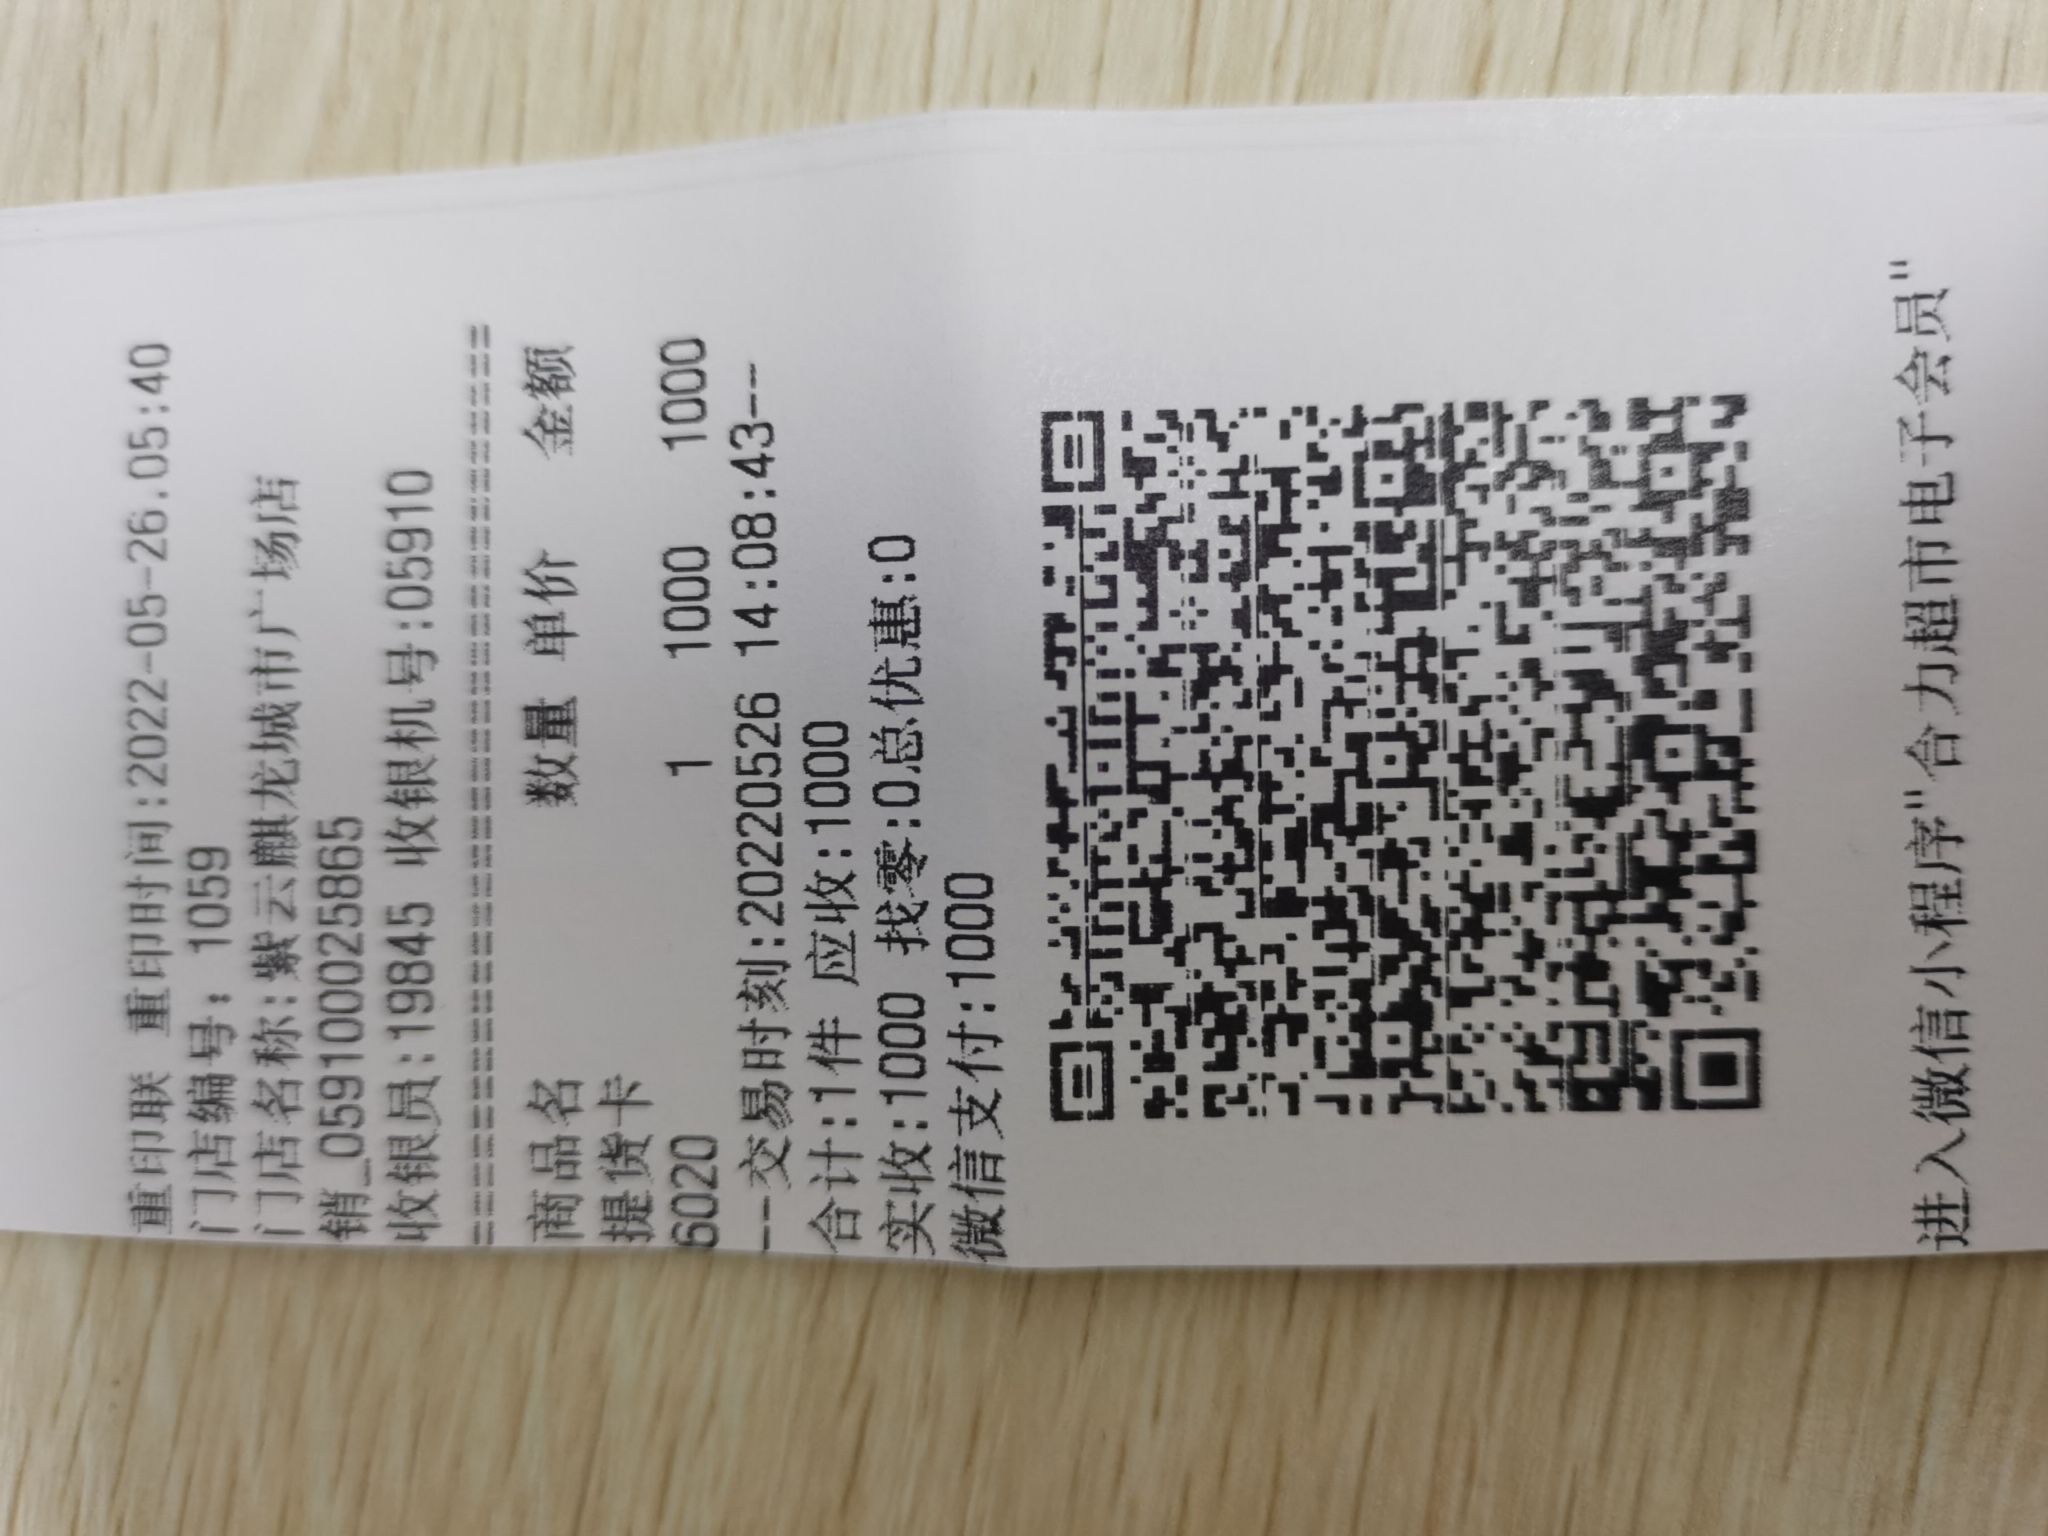 重印联 重印时间:2022-05-26.05:40
门店编号: 1059
门店名称:紫云麒龙城市广场店
销_0591000025865
收银员:19845 收银机号:05910
商品名 数量 单价 金额
提货卡
6020 1 1000 1000
--交易时刻:20220526 14:08:43--
合计:1件 应收:1000
实收:1000 找零:0总优惠:0
微信支付:1000
进入微信小程序"合力超市电子会员"